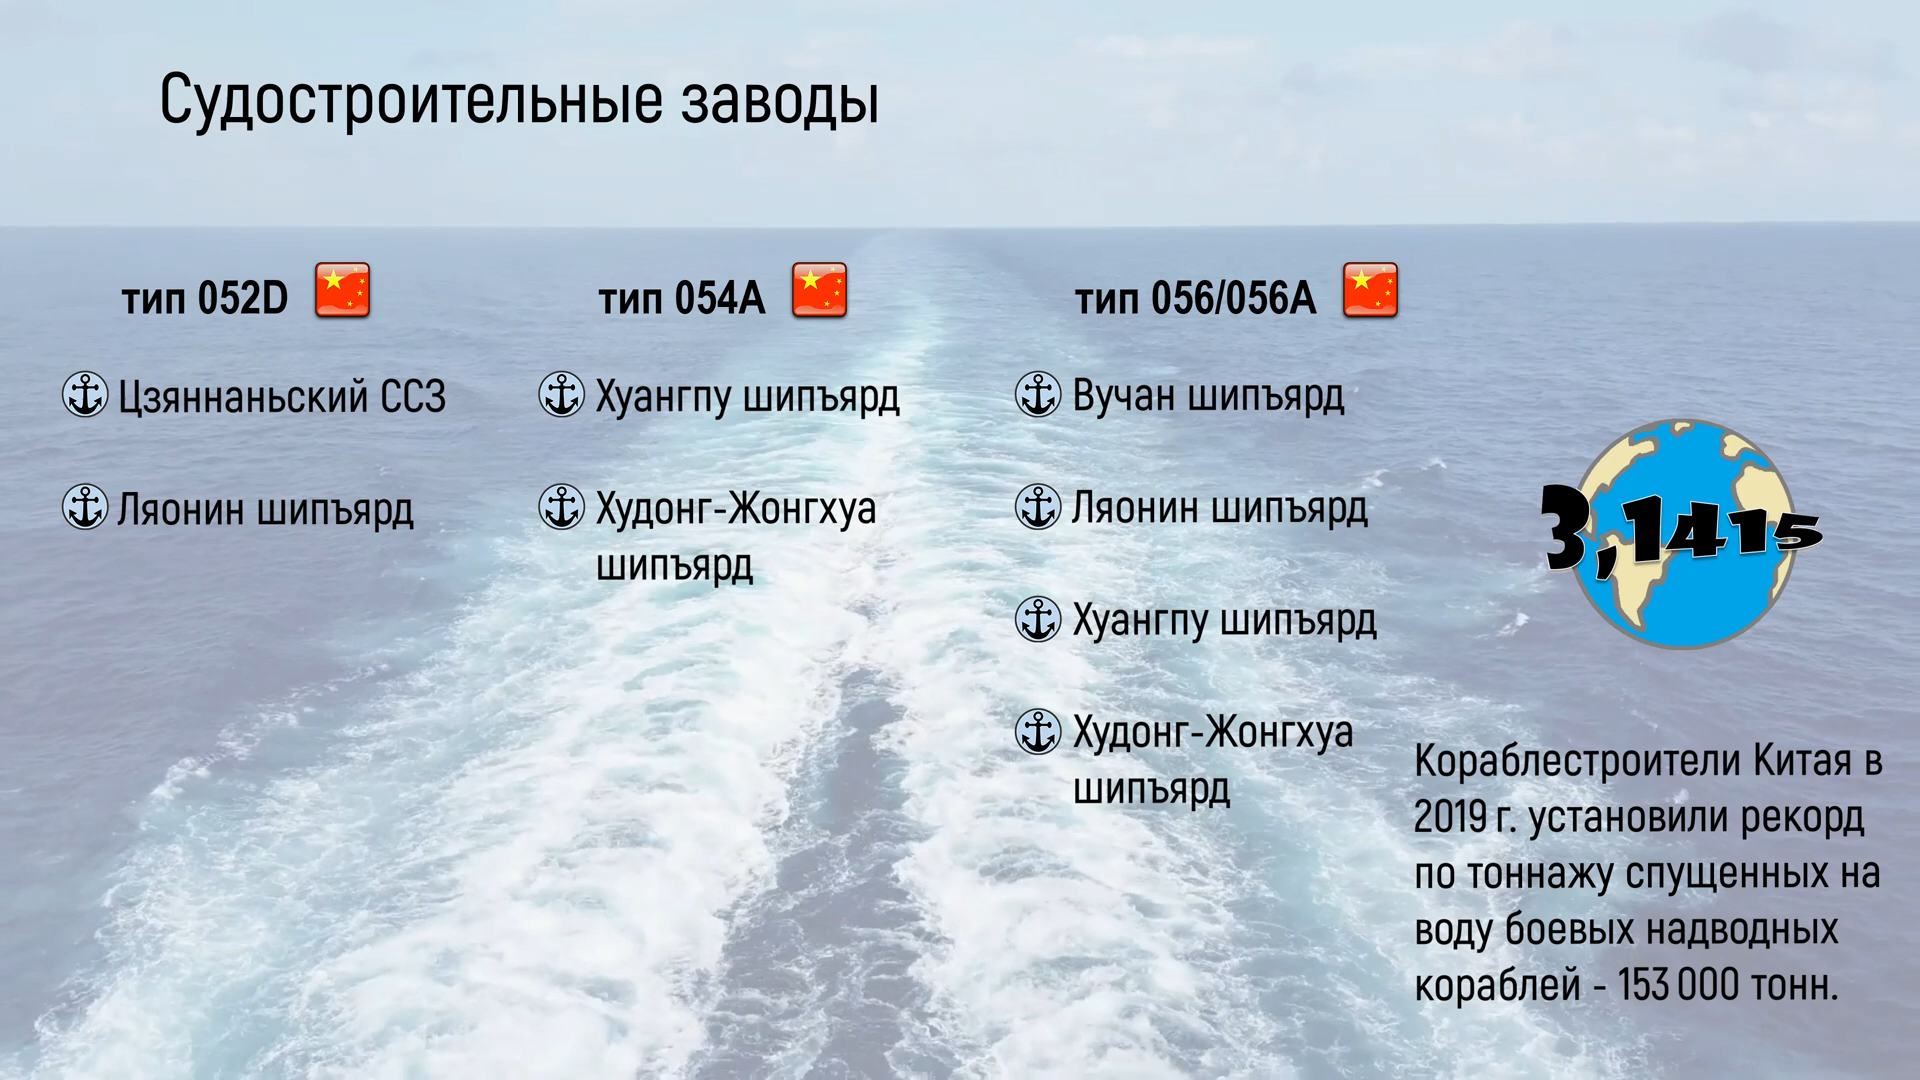 Судостроительные заводы
тип 052D
Цзяннаньский ССЗ
Ляонин шипъярд
тип 054А
Хуангпу шипъярд
Худонг-Жонгхуа
шипъярд
тип 056/056А
Вучан шипъярд
Ляонин шипъярд
Хуангпу шипъярд
Худонг-Жонгхуа
шипъярд
3,1415
Кораблестроители Китая в
2019 г. установили рекорд
по тоннажу спущенных на
воду боевых надводных
кораблей - 153 000 тонн.